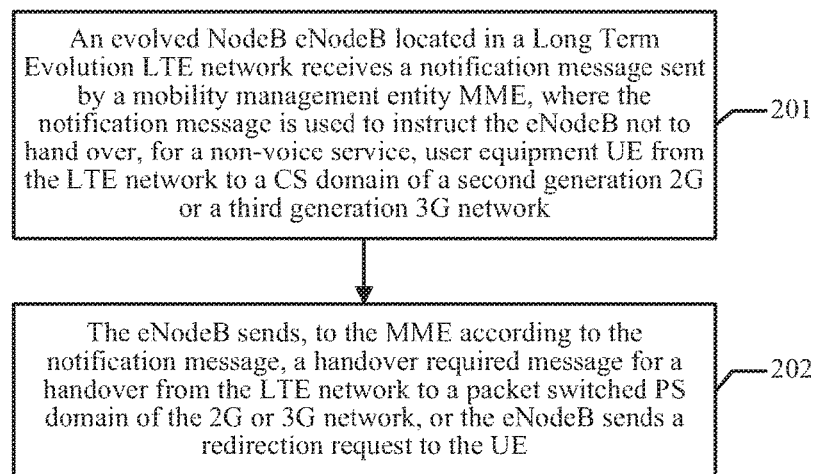 An evolved NodeB eNodeB located in a Long Term
Evolution LTE network receives a notification message sent
by a mobility management entity MME, where the
notification message is used to instruct the eNodeB not to
hand over, for a non-voice service, user equipment UE from
the LTE network to a CS domain of a second generation 2G
or a third generation 3G network
201
The eNodeB sends, to the MME according to the
notification message, a handover required message for a
handover from the LTE network to a packet switched PS
domain of the 2G or 3G network, or the eNodeB sends a
redirection request to the UE
202